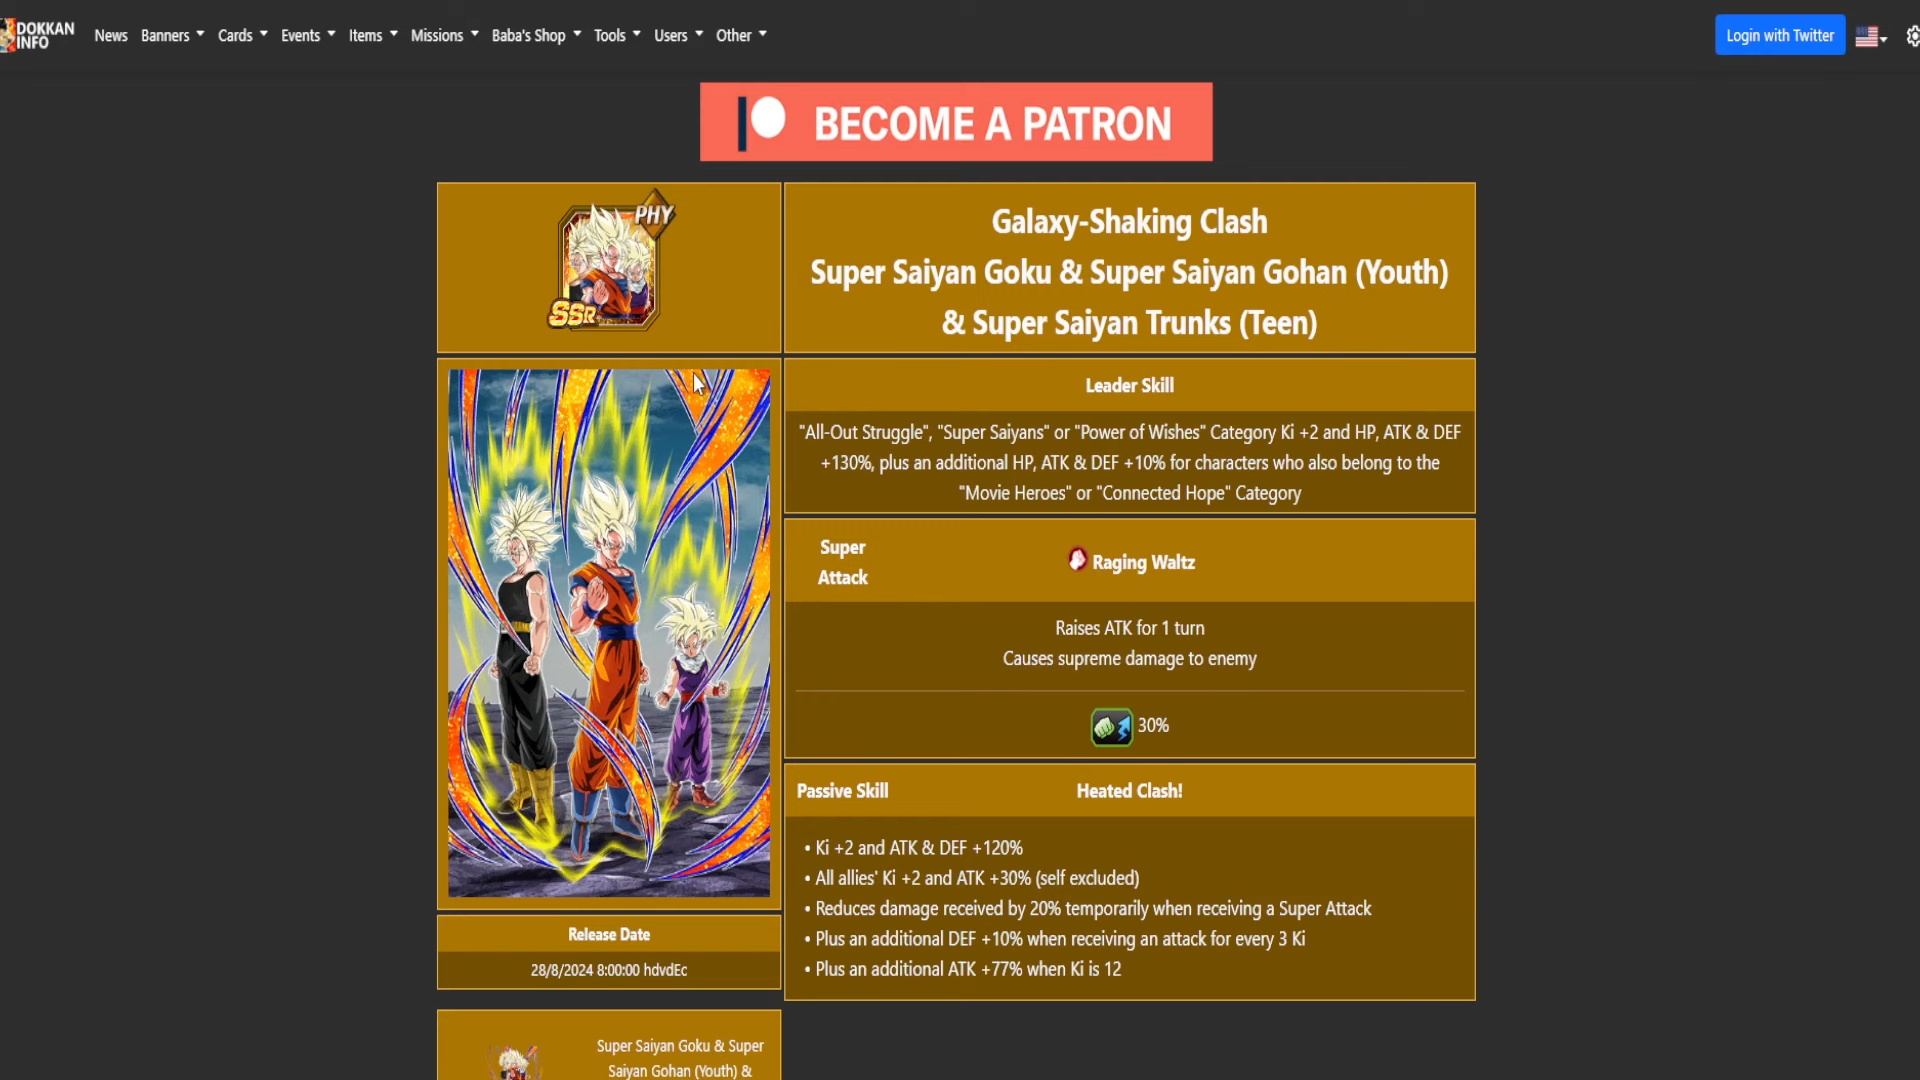 DOKKAN
INFO
News Banners Cards Events Items Missions Baba's Shop Tools Users Other
Login with Twitter
BECOME A PATRON
PHY
SSR
Galaxy-Shaking Clash
Super Saiyan Goku & Super Saiyan Gohan (Youth)
& Super Saiyan Trunks (Teen)
Leader Skill
"All-Out Struggle", "Super Saiyans" or "Power of Wishes" Category Ki +2 and HP, ATK & DEF
+130%, plus an additional HP, ATK & DEF +10% for characters who also belong to the
"Movie Heroes" or "Connected Hope" Category
Super
Attack
Raging Waltz
Raises ATK for 1 turn
Causes supreme damage to enemy
30%
Passive Skill
Heated Clash!
• Ki +2 and ATK & DEF +120%
• All allies' Ki +2 and ATK +30% (self excluded)
• Reduces damage received by 20% temporarily when receiving a Super Attack
• Plus an additional DEF +10% when receiving an attack for every 3 Ki
• Plus an additional ATK +77% when Ki is 12
Release Date
28/8/2024 8:00:00 hdvdEc
Super Saiyan Goku & Super
Saiyan Gohan (Youth) &